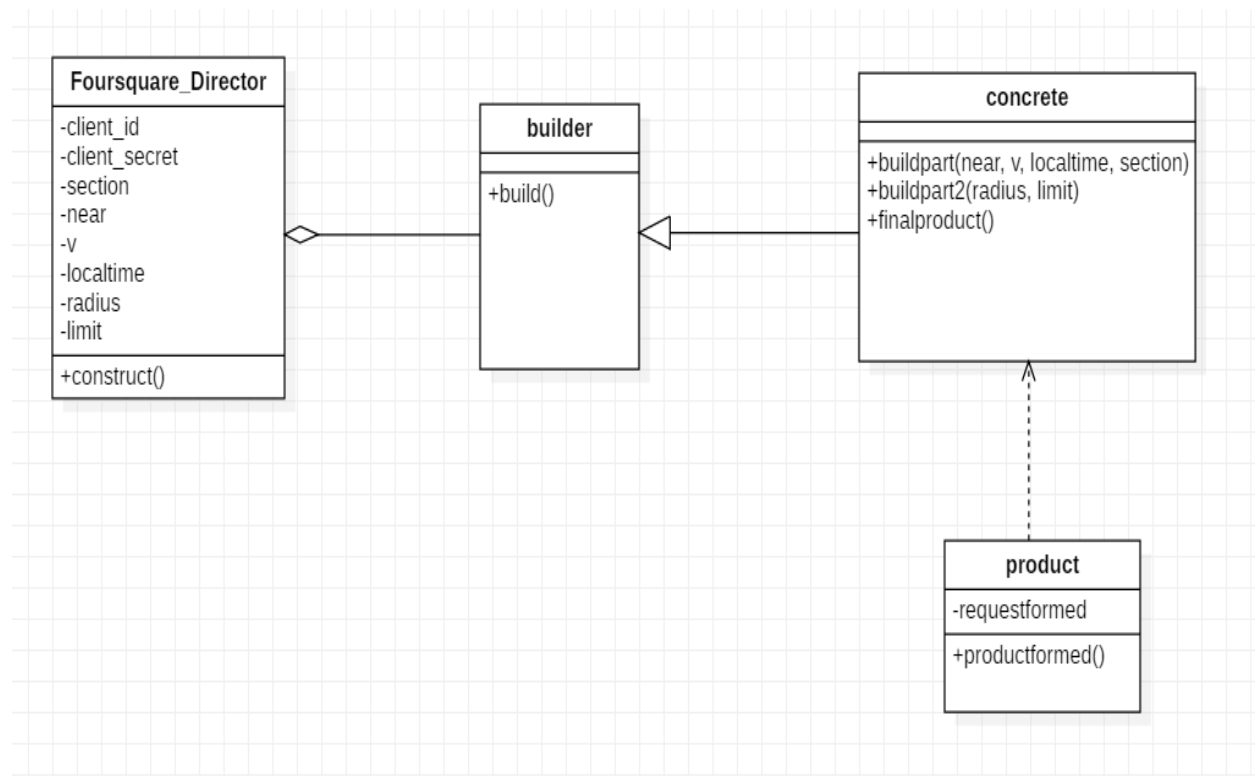 Foursquare_Director
-client_id
-client_secret
-section
-near
-v
-localtime
-radius
-limit
+construct()
builder
+build()
concrete
+buildpart(near, v, localtime, section)
+buildpart2(radius, limit)
+finalproduct()
product
-requestformed
+productformed()